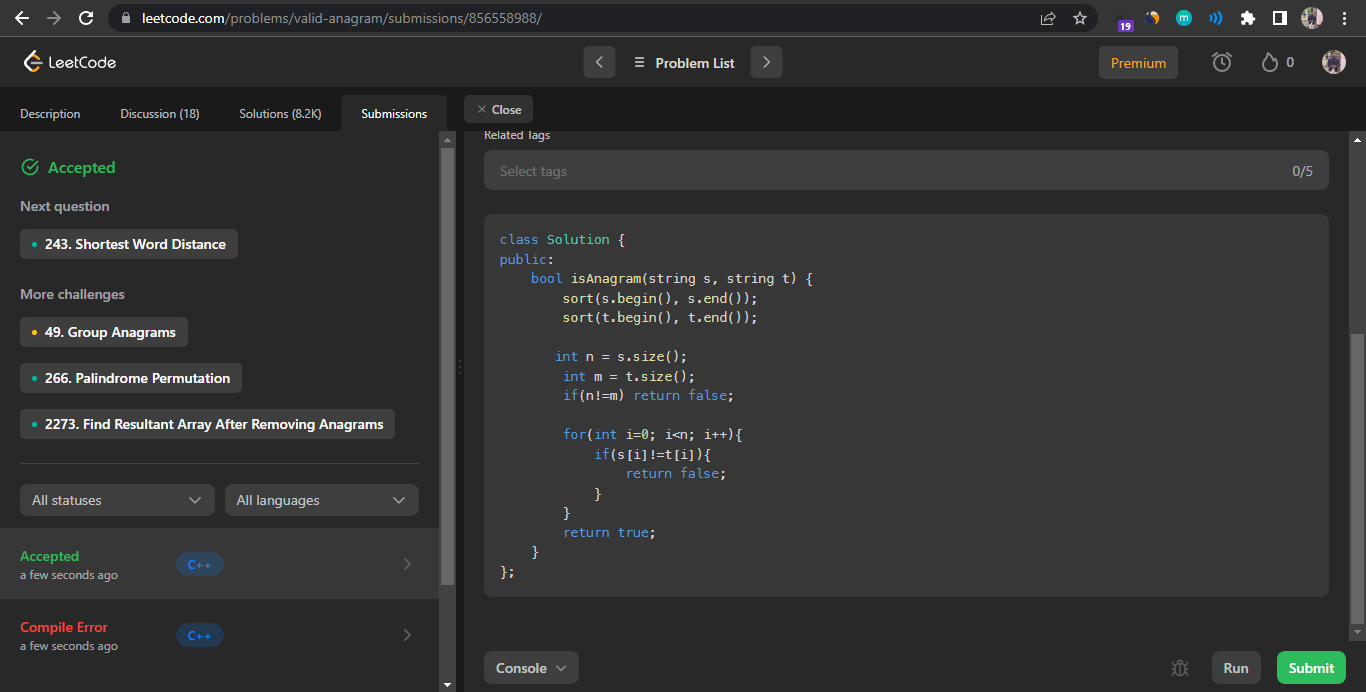 leetcode.com/problems/valid-anagram/submissions/856558988/
19
m
LeetCode
Problem List
Premium
0
Description
Discussion (18)
Solutions (8.2K)
Submissions
Close
Accepted
Next question
243. Shortest Word Distance
More challenges
49. Group Anagrams
266. Palindrome Permutation
2273. Find Resultant Array After Removing Anagrams
All statuses
All languages
Accepted
a few seconds ago
C++
Compile Error
a few seconds ago
C++
Related Tags
Select tags
0/5
class Solution {
public:
    bool isAnagram(string s, string t) {
        sort(s.begin(), s.end());
        sort(t.begin(), t.end());
       int n = s.size();
        int m = t.size();
        if(n!=m) return false;
        for(int i=0; i<n; i++){
            if(s[i]!=t[i]){
                return false;
            }
        }
        return true;
    }
};
Console
Run
Submit